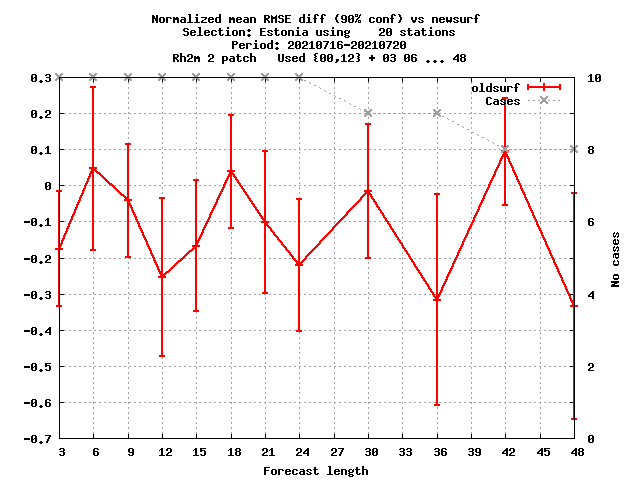 Normalized mean RMSE diff (90% conf) vs newsurf
Selection: Estonia using    20 stations
Period: 20210716-20210720
Rh2m 2 patch   Used {00,12} + 03 06 ... 48
oldsurf
Cases
0.3
0.2
0.1
0
-0.1
-0.2
-0.3
-0.4
-0.5
-0.6
-0.7
10
8
6
4
2
0
No cases
3 6 9 12 15 18 21 24 27 30 33 36 39 42 45 48
Forecast length